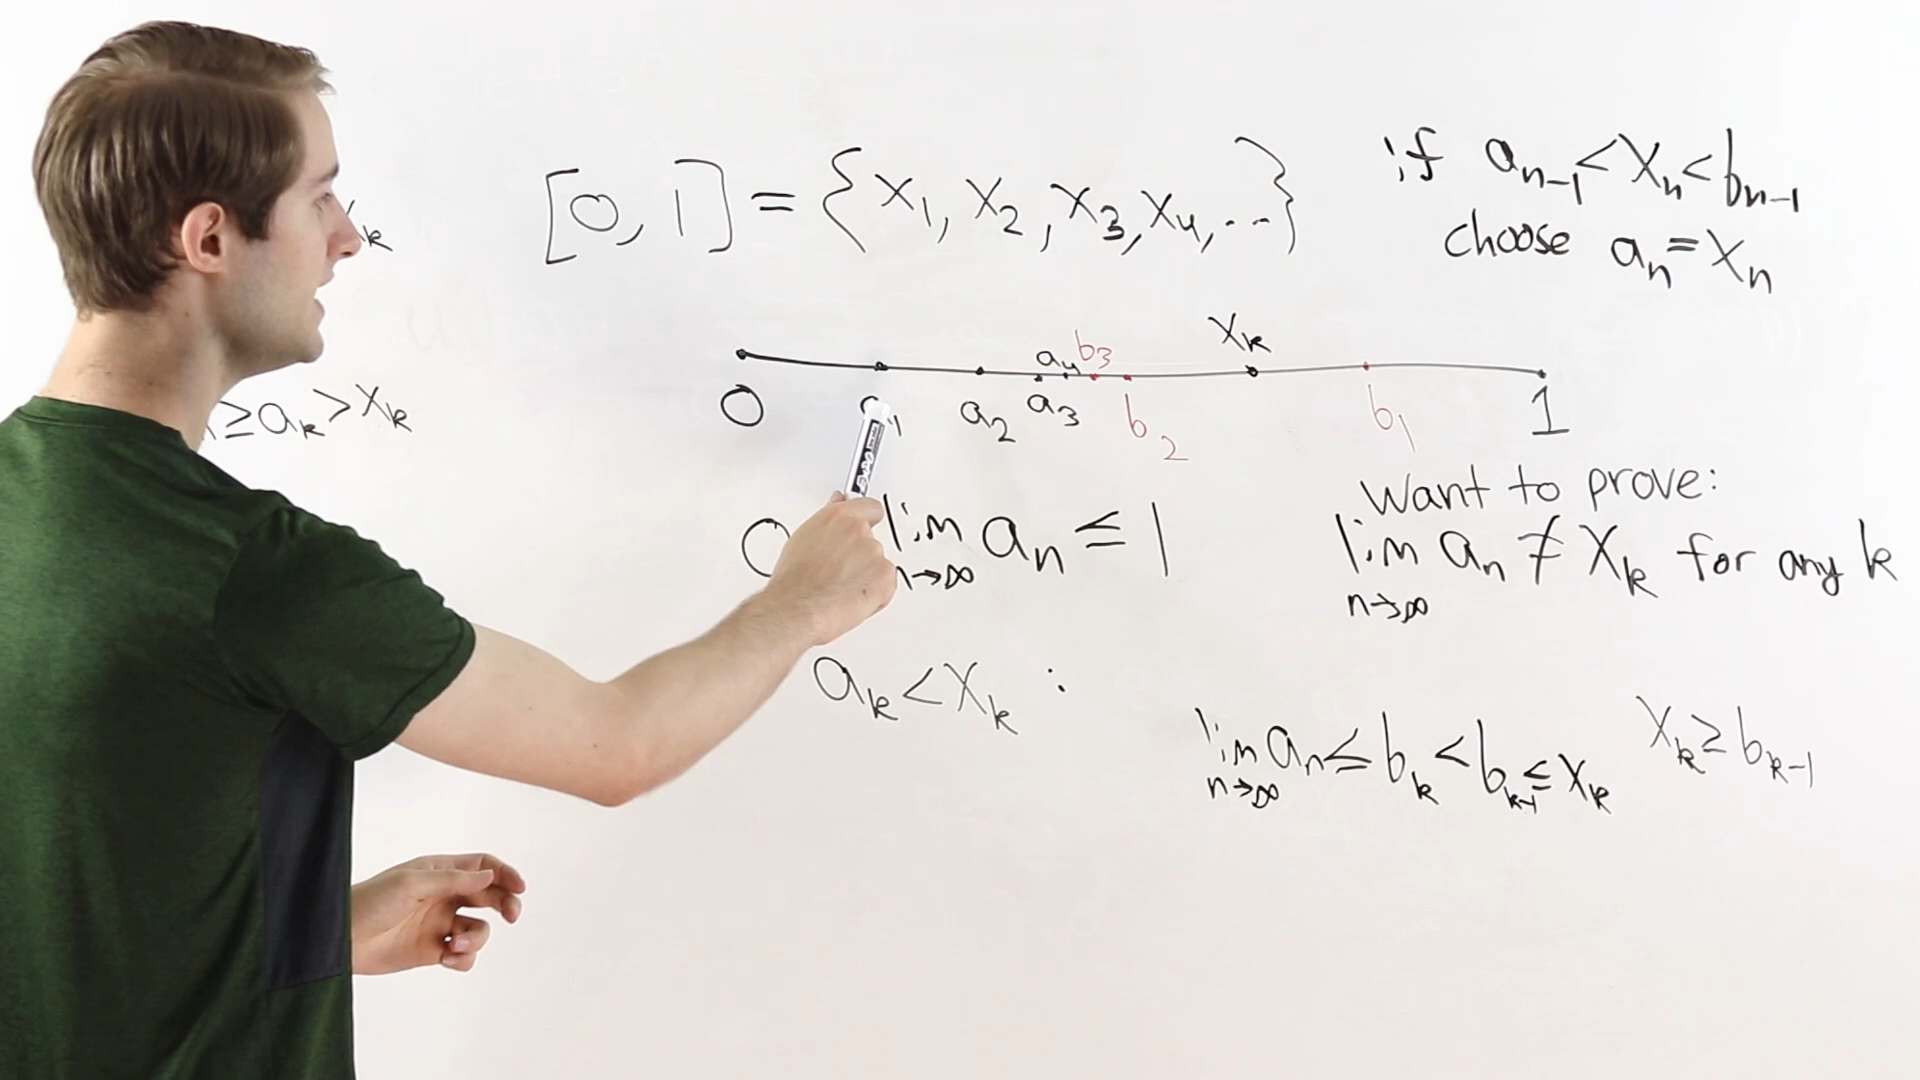 [0, 1] = {x₁, x₂, x₃, x₄, ...}
if aₙ₋₁ < xₙ < bₙ₋₁
choose aₙ = xₙ
xₖ
a₄ b₃
0 a₂ a₃ b₂ b₁ 1
≥ aₖ > xₖ
Want to prove:
lim aₙ ≠ xₖ for any k
n→∞
0 lim aₙ ≤ 1
n→∞
aₖ < xₖ :
lim aₙ ≤ bₖ < bₖ₋₁ ≤ xₖ
n→∞
xₖ ≥ bₖ₋₁